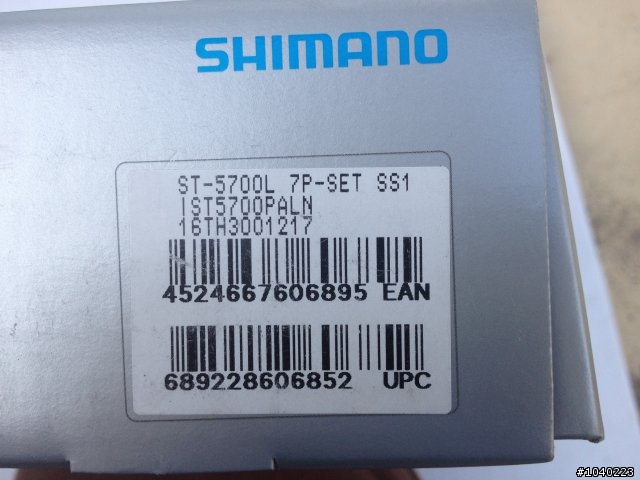 SHIMANO
ST-5700L 7P-SET SS1
IST5700PALN
16TH3001217
4524667606895 EAN
689228606852 UPC
#1040223